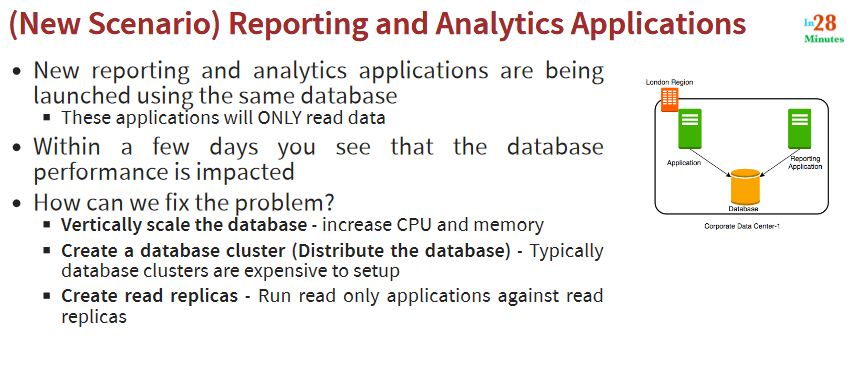 (New Scenario) Reporting and Analytics Applications
In28
Minutes
• New reporting and analytics applications are being
launched using the same database
▪ These applications will ONLY read data
• Within a few days you see that the database
performance is impacted
• How can we fix the problem?
▪ Vertically scale the database - increase CPU and memory
▪ Create a database cluster (Distribute the database) - Typically
database clusters are expensive to setup
▪ Create read replicas - Run read only applications against read
replicas
London Region
Application
Reporting
Application
Database
Corporate Data Center-1